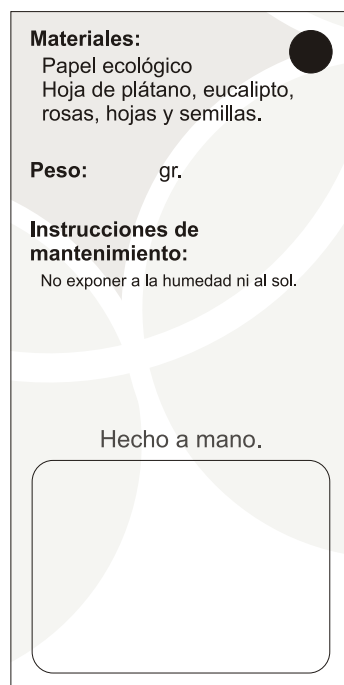 Materiales:
Papel ecológico
Hoja de plátano, eucalipto,
rosas, hojas y semillas.
Peso: gr.
Instrucciones de
mantenimiento:
No exponer a la humedad ni al sol.
Hecho a mano.